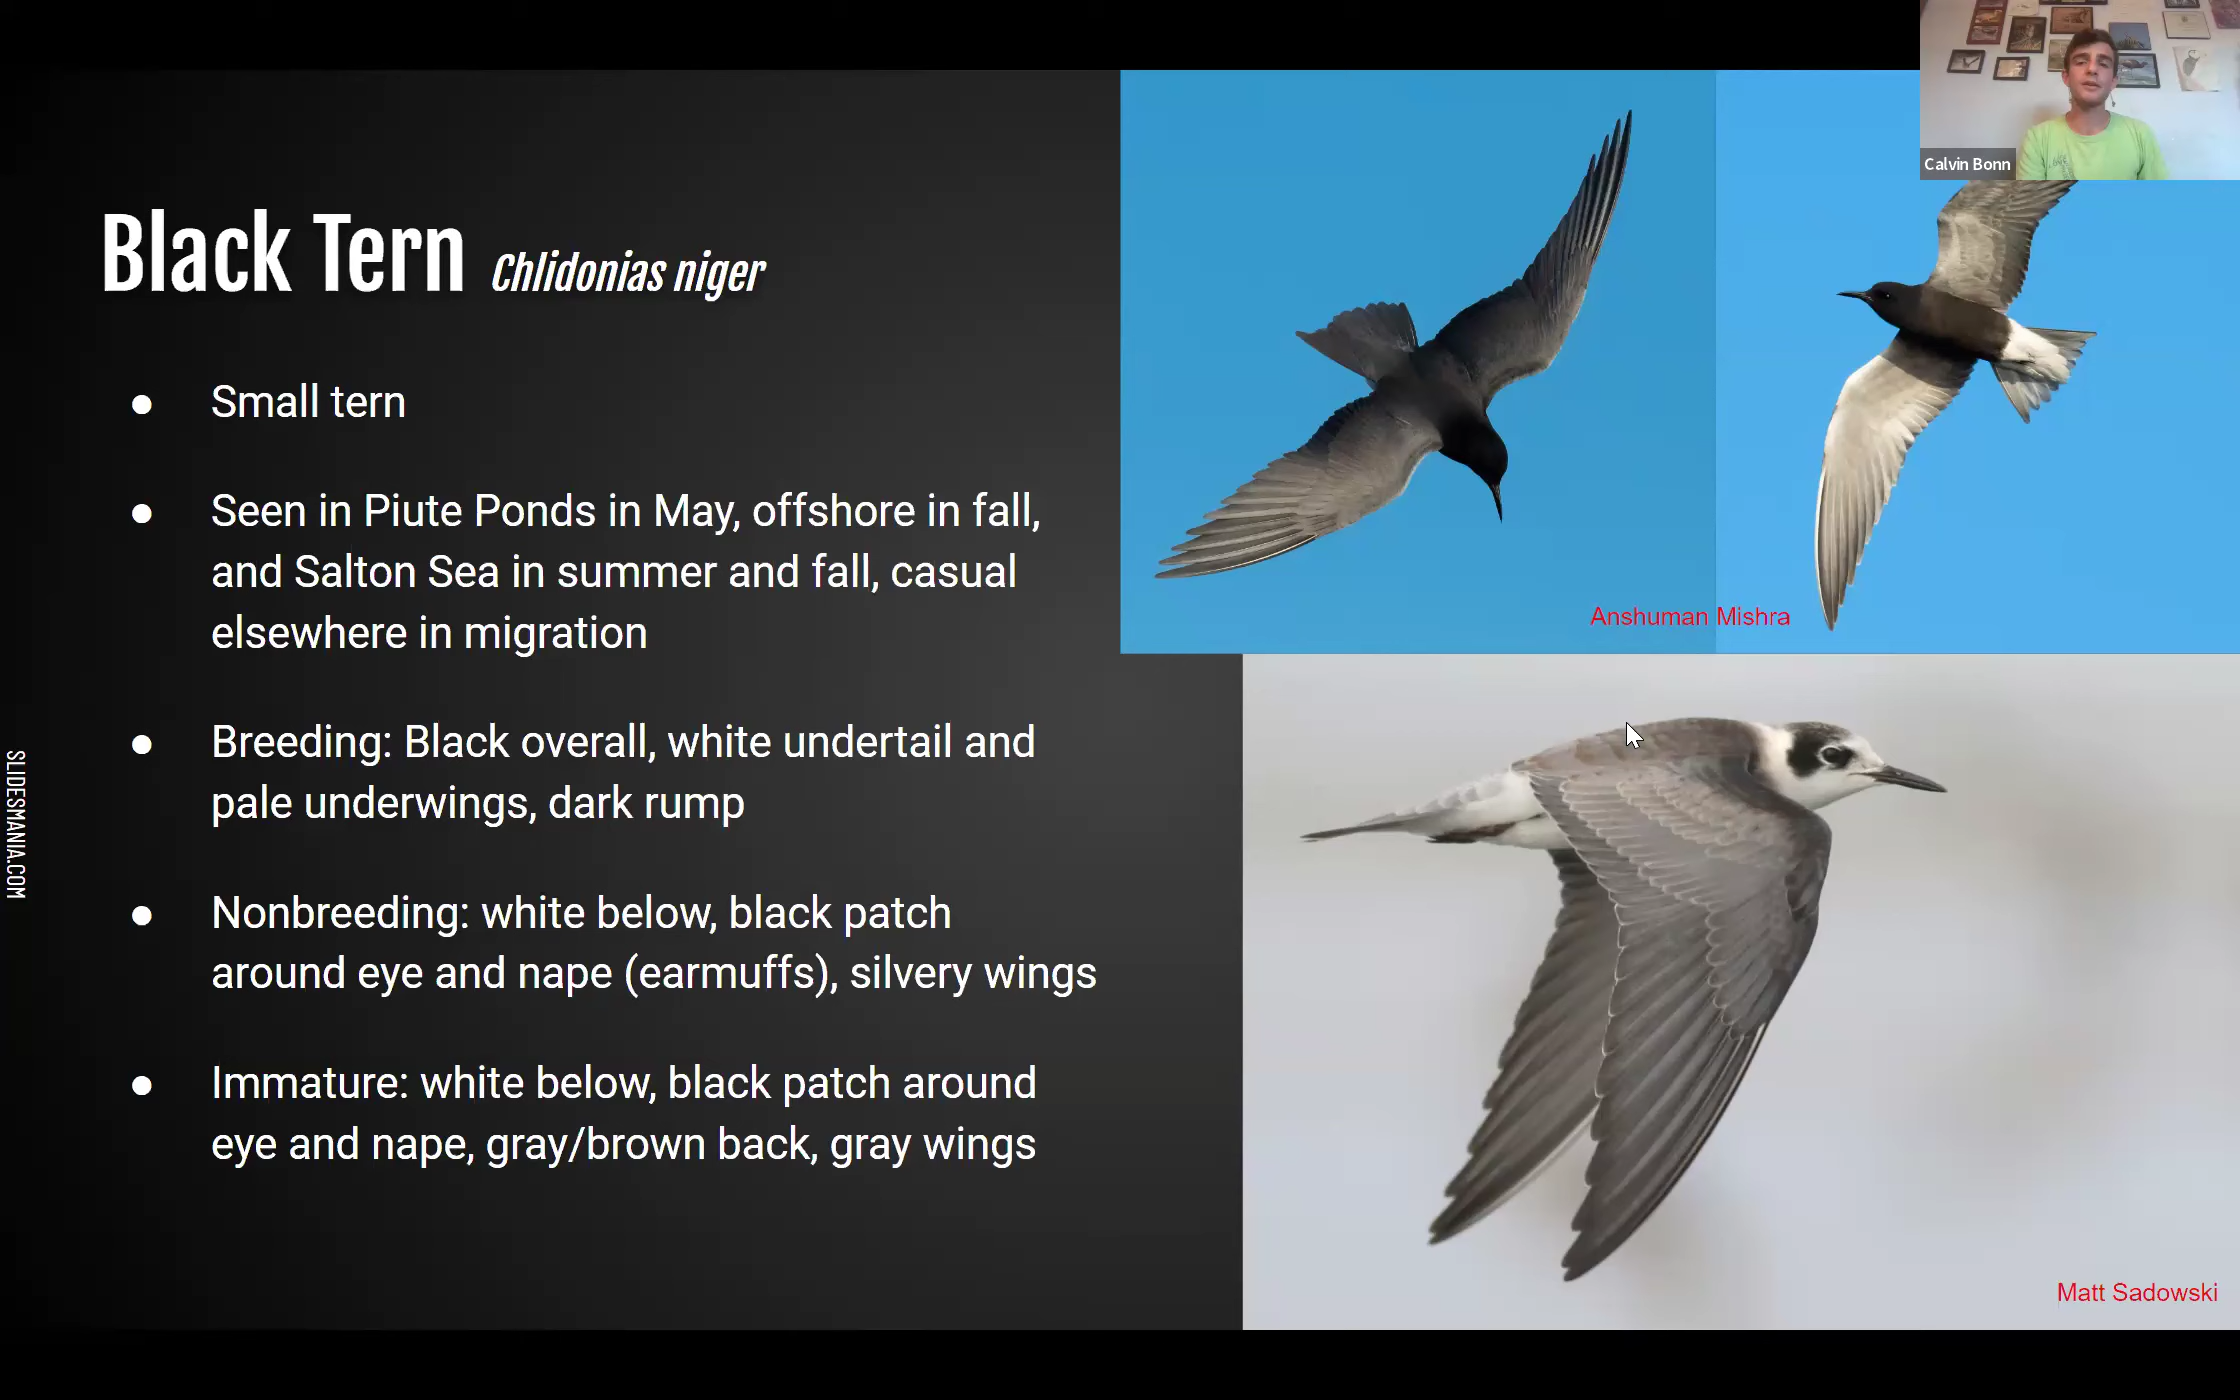 Calvin Bonn
Black Tern Chlidonias niger
● Small tern
● Seen in Piute Ponds in May, offshore in fall,
and Salton Sea in summer and fall, casual
elsewhere in migration
● Breeding: Black overall, white undertail and
pale underwings, dark rump
● Nonbreeding: white below, black patch
around eye and nape (earmuffs), silvery wings
● Immature: white below, black patch around
eye and nape, gray/brown back, gray wings
Anshuman Mishra
Matt Sadowski
SLIDESMANIA.COM